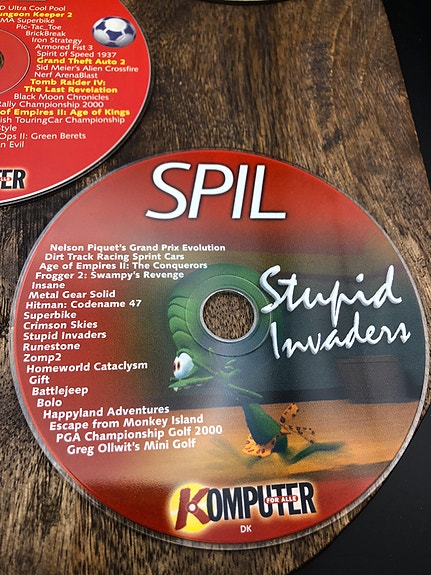 D Ultra Cool Pool
ungeon Keeper 2
MA Superbike
Pic-Tac_Toe
BrickBreak
Iron Strategy
Armored Fist 3
Spirit of Speed 1937
Grand Theft Auto 2
Sid Meier's Alien Crossfire
Nerf ArenaBlast
Tomb Raider IV:
The Last Revelation
Black Moon Chronicles
Rally Championship 2000
of Empires II: Age of Kings
ish TouringCar Championship
Style
Ops II: Green Berets
n Evil
TER
FOR ALLE
SPIL
Nelson Piquet's Grand Prix Evolution
Dirt Track Racing Sprint Cars
Age of Empires II: The Conquerors
Frogger 2: Swampy's Revenge
Insane
Metal Gear Solid
Hitman: Codename 47
Superbike
Crimson Skies
Stupid Invaders
Runestone
Zomp2
Homeworld Cataclysm
Gift
Battlejeep
Bolo
Happyland Adventures
Escape from Monkey Island
PGA Championship Golf 2000
Greg Ollwit's Mini Golf
Stupid
Invaders
KOMPUTER
FOR ALLE
DK